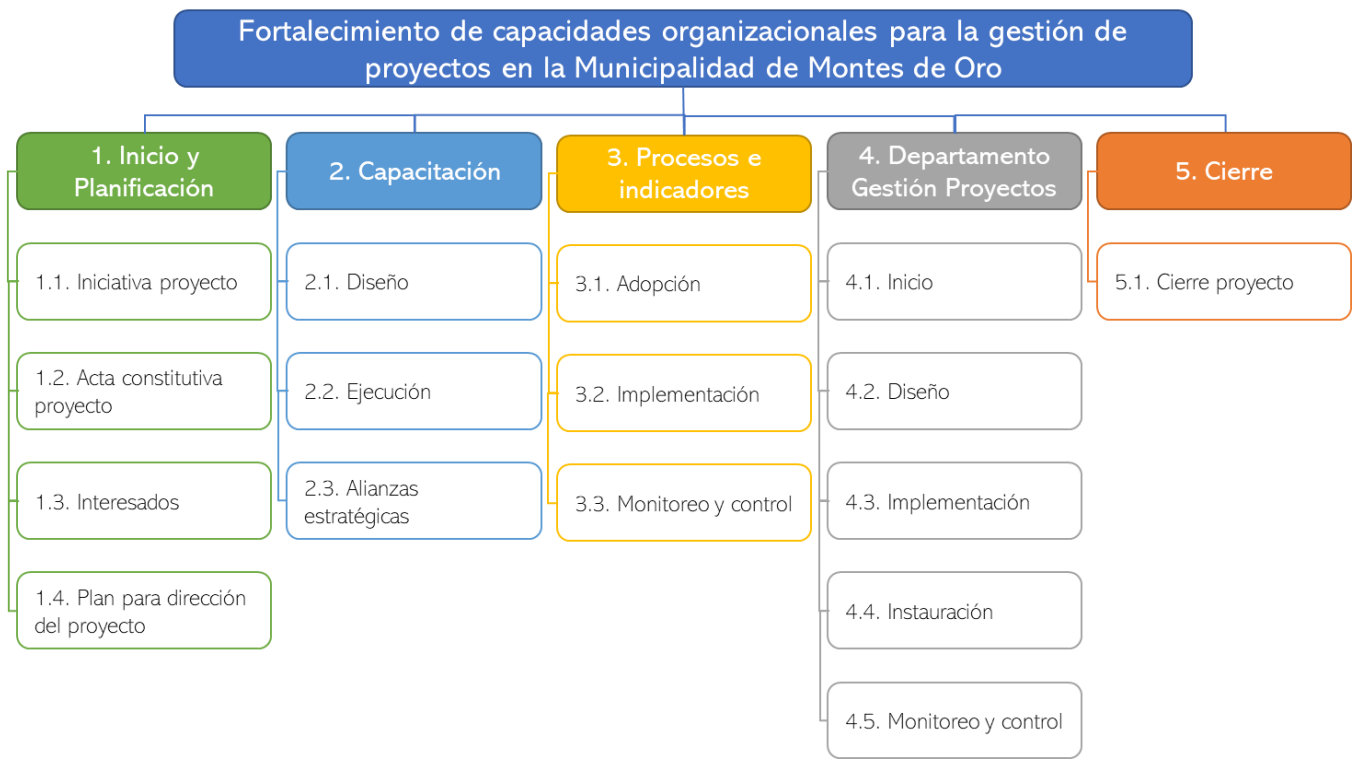 Fortalecimiento de capacidades organizacionales para la gestión de
proyectos en la Municipalidad de Montes de Oro
1. Inicio y
Planificación
1.1. Iniciativa proyecto
1.2. Acta constitutiva
proyecto
1.3. Interesados
1.4. Plan para dirección
del proyecto
2. Capacitación
2.1. Diseño
2.2. Ejecución
2.3. Alianzas
estratégicas
3. Procesos e
indicadores
3.1. Adopción
3.2. Implementación
3.3. Monitoreo y control
4. Departamento
Gestión Proyectos
4.1. Inicio
4.2. Diseño
4.3. Implementación
4.4. Instauración
4.5. Monitoreo y control
5. Cierre
5.1. Cierre proyecto